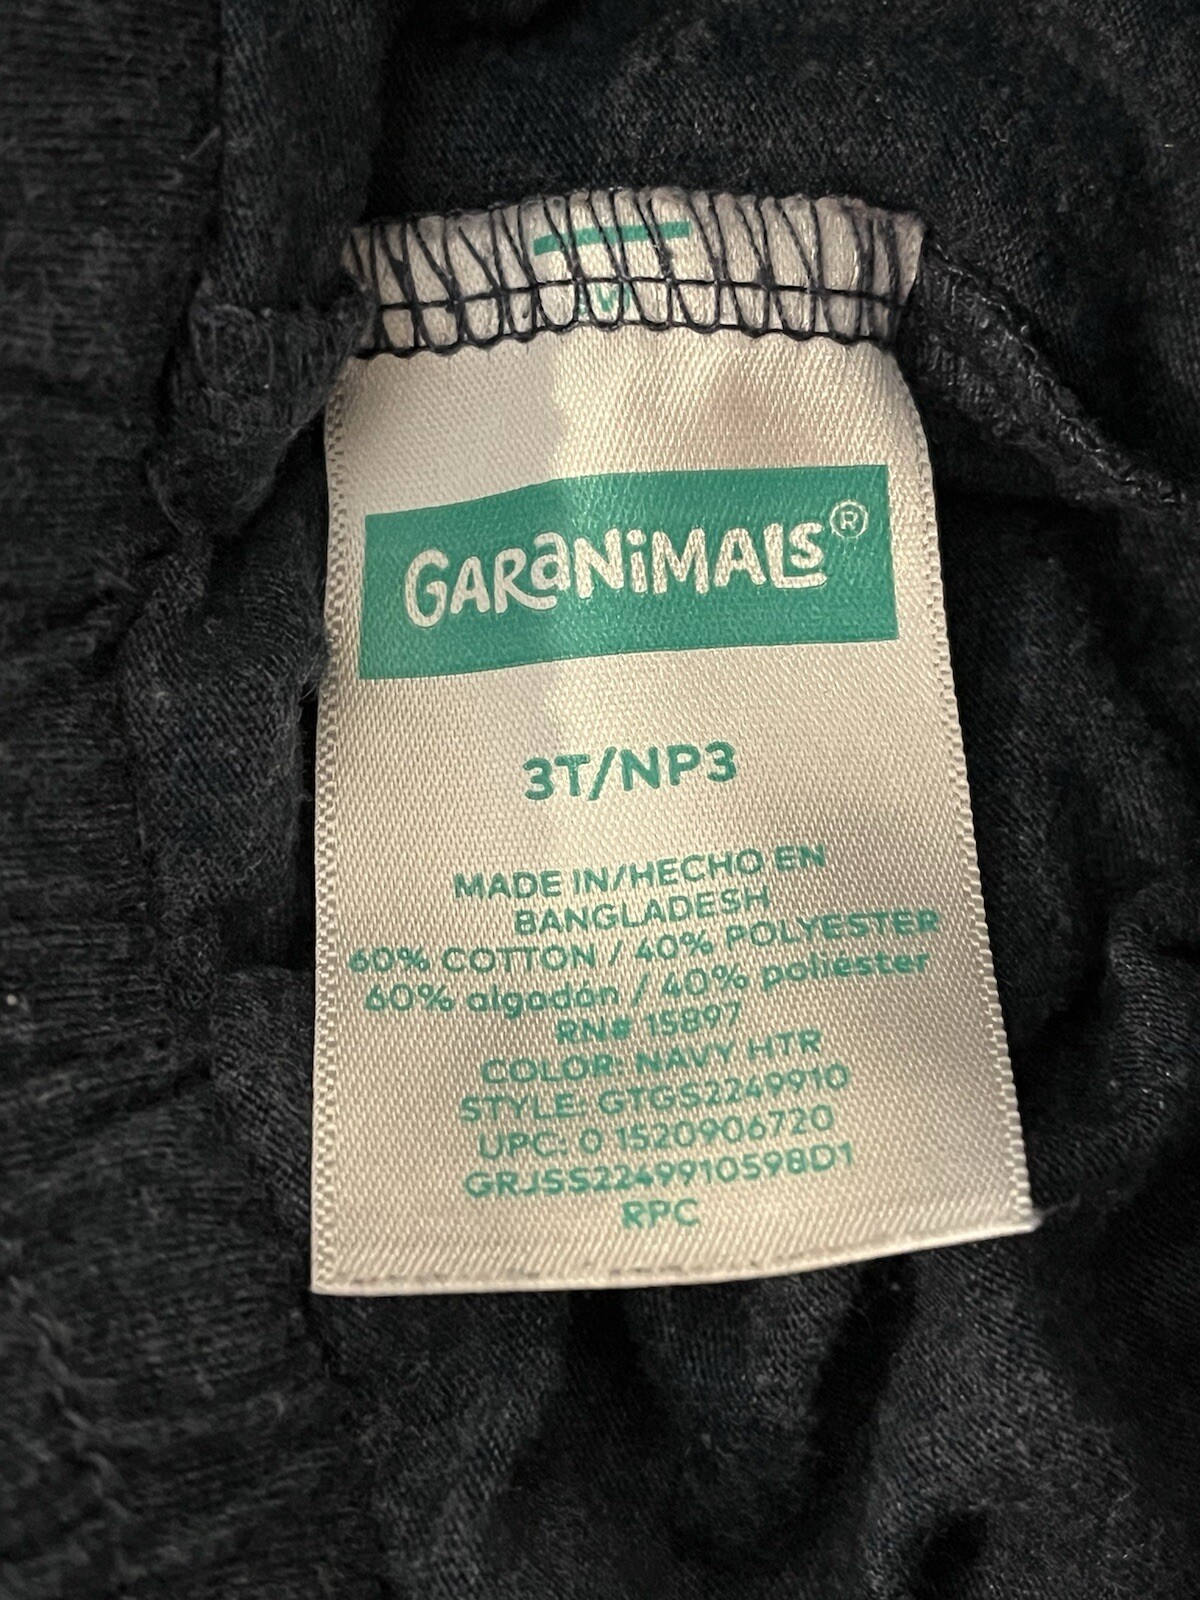 GARANiMALS®
3T/NP3
MADE IN/HECHO EN
BANGLADESH
60% COTTON / 40% POLYESTER
60% algodón / 40% poliéster
RN# 15897
COLOR: NAVY HTR
STYLE: GTGS2249910
UPC: 0 1520906720
GRJSS2249910598D1
RPC